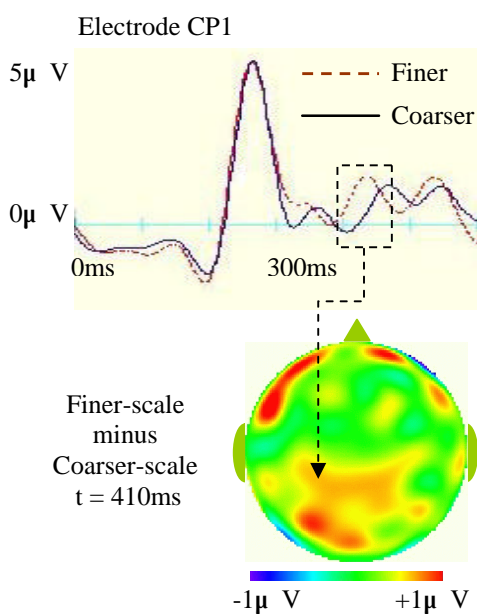 Electrode CP1
5μ V
Finer
Coarser
0μ V
0ms
300ms
Finer-scale
minus
Coarser-scale
t = 410ms
-1μ V
+1μ V